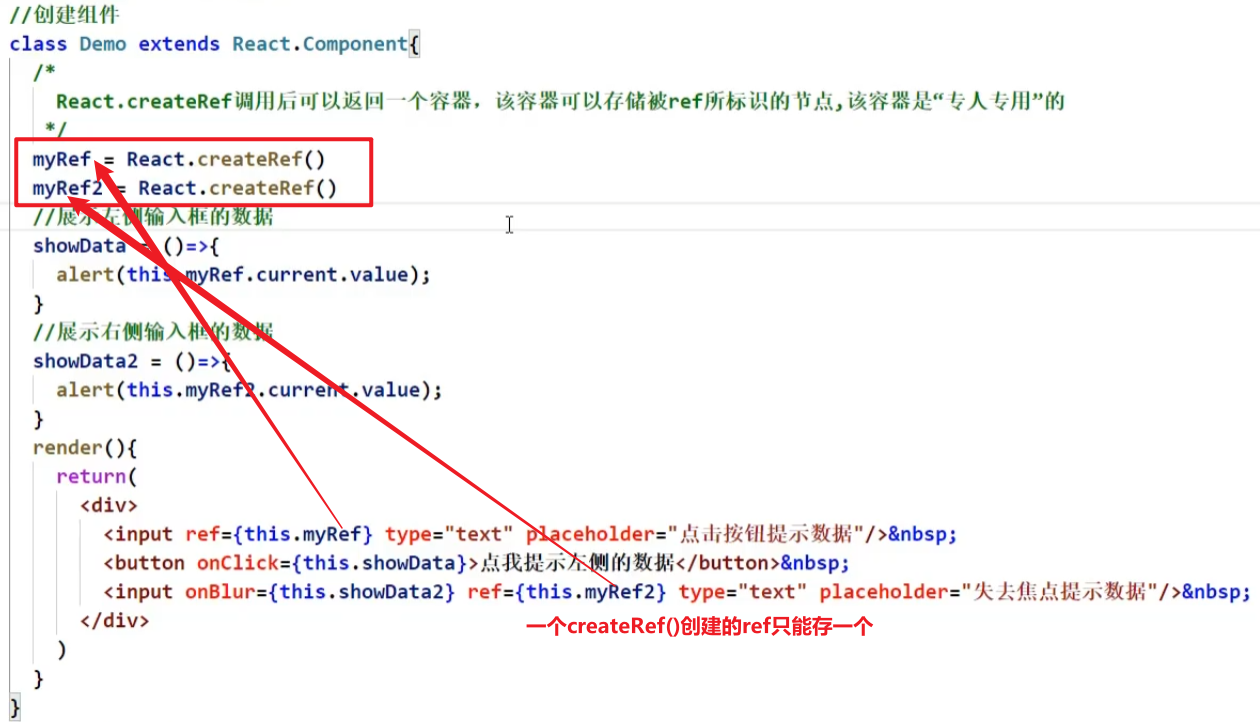 //创建组件
class Demo extends React.Component{
/*
React.createRef调用后可以返回一个容器，该容器可以存储被ref所标识的节点,该容器是“专人专用”的
*/
myRef = React.createRef()
myRef2 = React.createRef()
//展示左侧输入框的数据
showData = ()=>{
alert(this.myRef.current.value);
}
//展示右侧输入框的数据
showData2 = ()=>{
alert(this.myRef2.current.value);
}
render(){
return(
<div>
<input ref={this.myRef} type="text" placeholder="点击按钮提示数据"/>&nbsp;
<button onClick={this.showData}>点我提示左侧的数据</button>&nbsp;
<input onBlur={this.showData2} ref={this.myRef2} type="text" placeholder="失去焦点提示数据"/>&nbsp;
</div>
一个createRef()创建的ref只能存一个
)
}
}